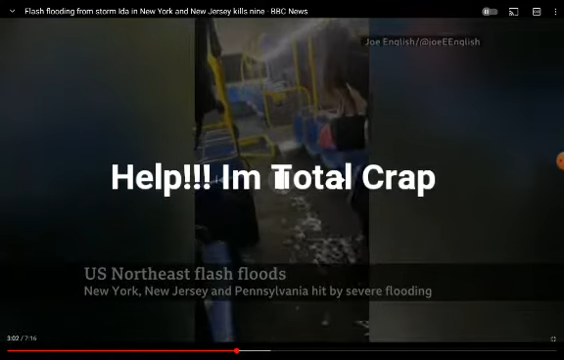 Flash flooding from storm Ida in New York and New Jersey kills nine - BBC News
Joe English/@joeEEnglish
Help!!! Im Total Crap
US Northeast flash floods
New York, New Jersey and Pennsylvania hit by severe flooding
3:02 / 7:16